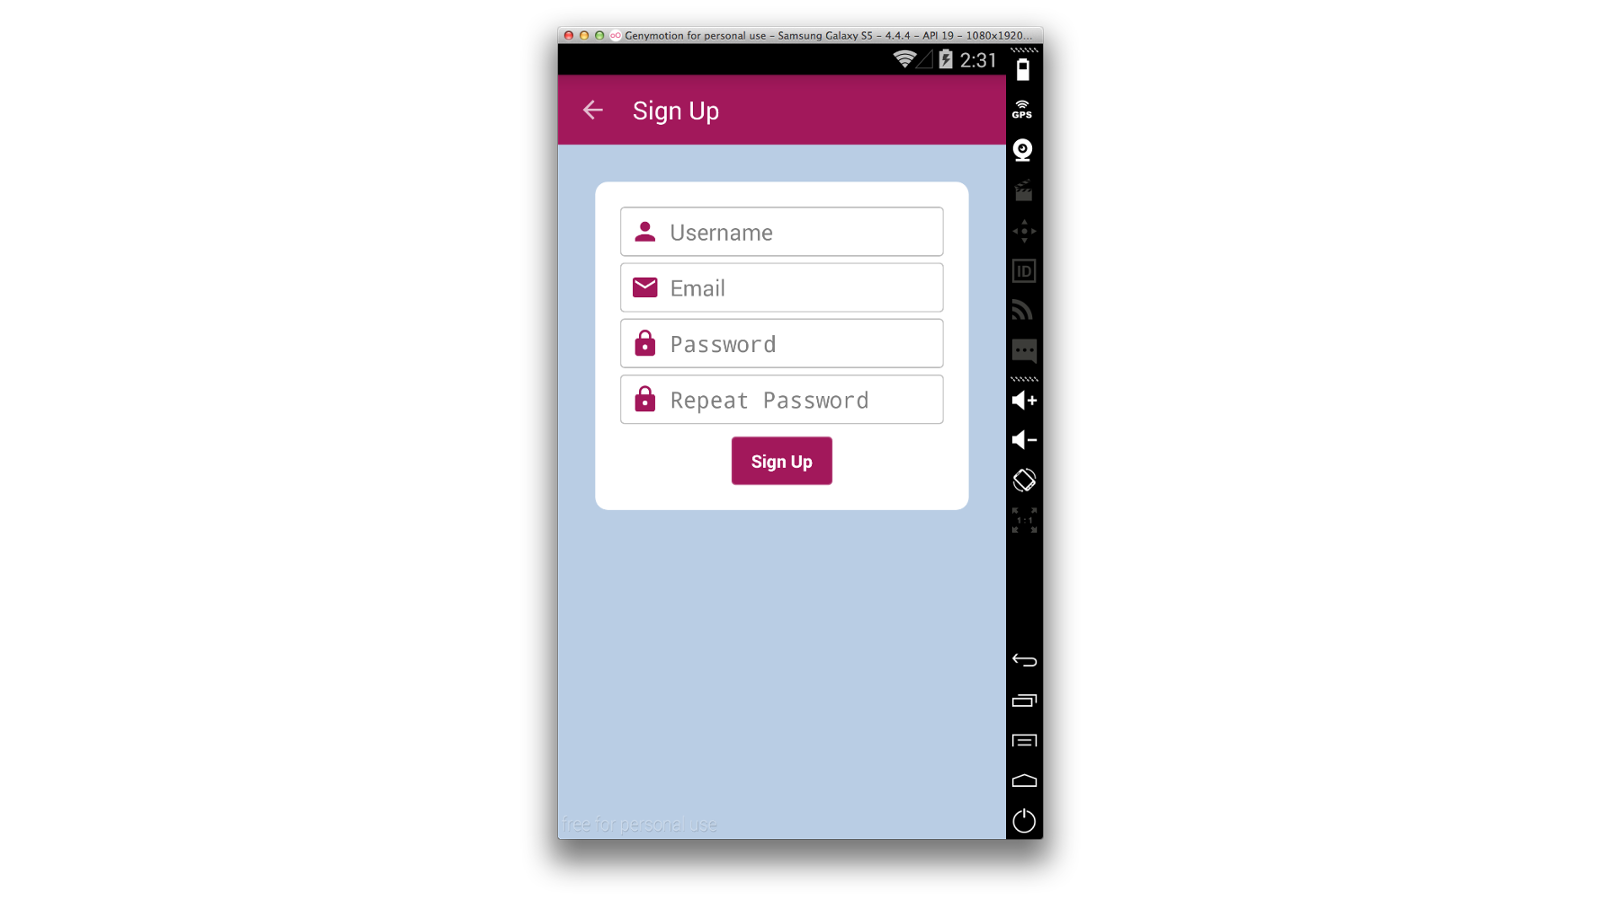 Genymotion for personal use - Samsung Galaxy S5 - 4.4.4 - API 19 - 1080x1920...
2:31
Sign Up
GPS
Username
Email
ID
Password
Repeat Password
Sign Up
1:1
free for personal use